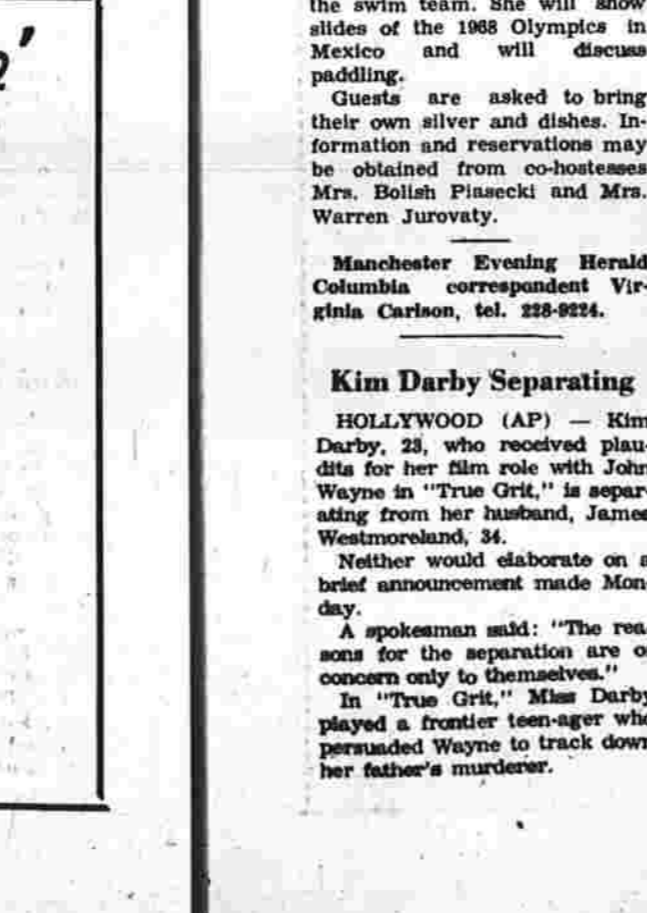 the swim team. She will show
slides of the 1968 Olympics in
Mexico and will discuss
paddling.
Guests are asked to bring
their own silver and dishes. In-
formation and reservations may
be obtained from co-hostesses
Mrs. Bolish Piasecki and Mrs.
Warren Jurovaty.
Manchester Evening Herald
Columbia correspondent Vir-
ginia Carlson, tel. 228-9224.
Kim Darby Separating
HOLLYWOOD (AP) — Kim
Darby, 23, who received plau-
dits for her film role with John
Wayne in "True Grit," is separ-
ating from her husband, James
Westmoreland, 34.
Neither would elaborate on a
brief announcement made Mon-
day.
A spokesman said: "The rea-
sons for the separation are of
concern only to themselves."
In "True Grit," Miss Darby
played a frontier teen-ager who
persuaded Wayne to track down
her father's murderer.